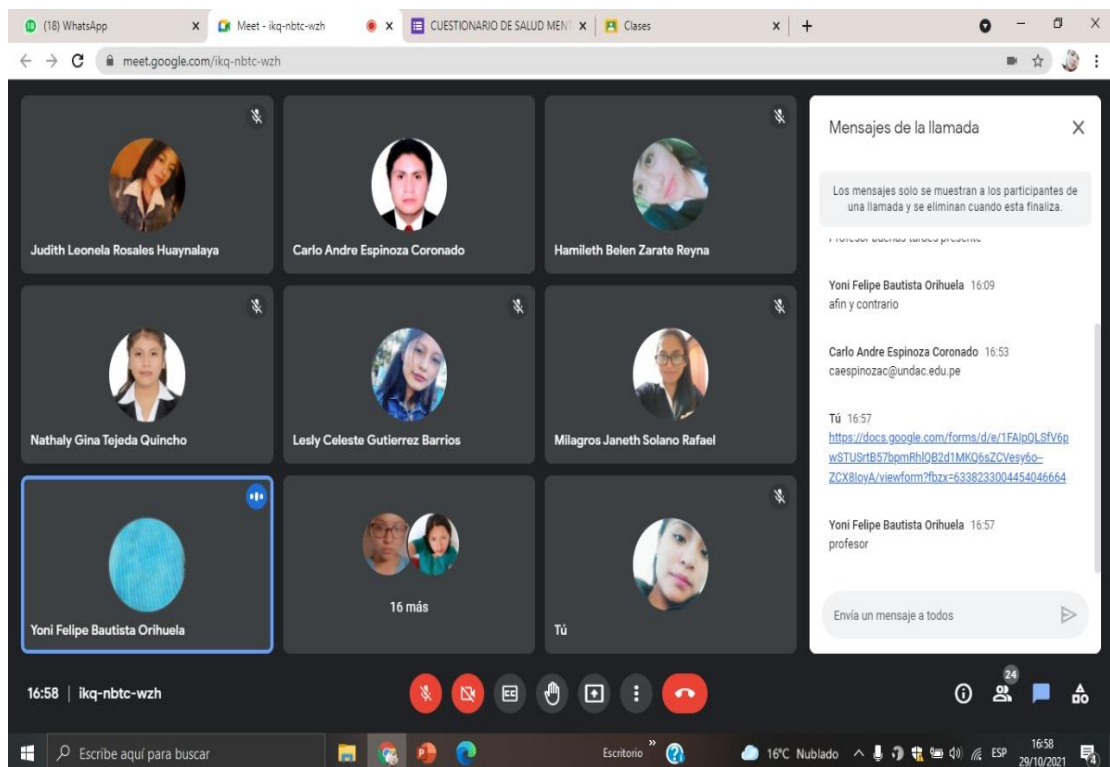 (18) WhatsApp
Meet - ikq-nbtc-wzh
CUESTIONARIO DE SALUD MENT
Clases
meet.google.com/ikq-nbtc-wzh
Judith Leonela Rosales Huaynalaya
Carlo Andre Espinoza Coronado
Hamileth Belen Zarate Reyna
Nathaly Gina Tejeda Quincho
Lesly Celeste Gutierrez Barrios
Milagros Janeth Solano Rafael
Yoni Felipe Bautista Orihuela
16 más
Tú
Mensajes de la llamada
Los mensajes solo se muestran a los participantes de
una llamada y se eliminan cuando esta finaliza.
Yoni Felipe Bautista Orihuela 16:09
afin y contrario
Carlo Andre Espinoza Coronado 16:53
caespinozac@undac.edu.pe
Tú 16:57
https://docs.google.com/forms/d/e/1FAIpQLSfV6p
wSTUSrtB57bpmRhlQB2d1MKQ6sZCVesy6o--
ZCX8IoyA/viewform?fbzx=6338233004454046664
Yoni Felipe Bautista Orihuela 16:57
profesor
Envía un mensaje a todos
16:58 | ikq-nbtc-wzh
24
Escribe aquí para buscar
Escritorio
16°C Nublado
ESP
16:58
29/10/2021